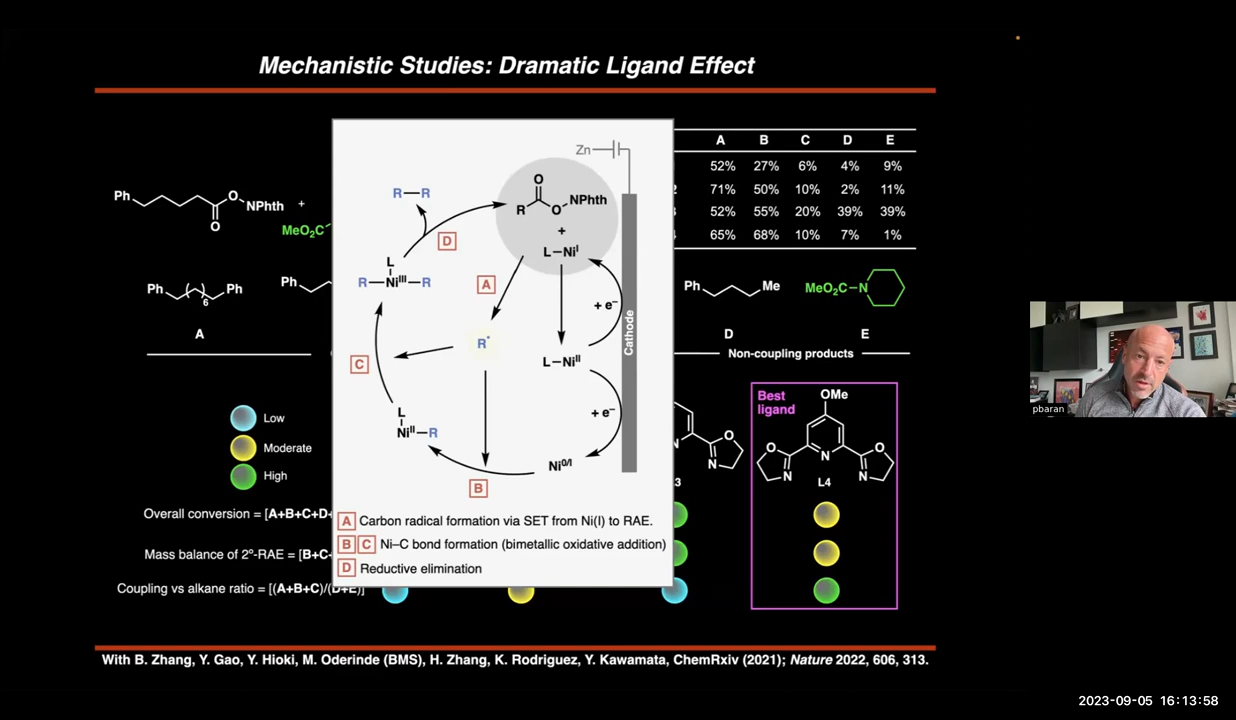 Mechanistic Studies: Dramatic Ligand Effect
Ph
O
O
NPhth
+
MeO₂C
Ph
6
Ph
A
Ph
Low
Moderate
High
Overall conversion = [A+B+C+D+
Mass balance of 2º-RAE = [B+C+
Coupling vs alkane ratio = [(A+B+C)/(D+E)]
Zn
R–R
O
R
O
NPhth
+
L–Niᴵ
D
L
R–Niᴵᴵᴵ–R
A
+ e⁻
Cathode
R•
L–Niᴵᴵ
C
+ e⁻
L
Niᴵᴵ–R
Ni⁰/ᴵ
B
A Carbon radical formation via SET from Ni(I) to RAE.
B C Ni–C bond formation (bimetallic oxidative addition)
D Reductive elimination
A B C D E
52% 27% 6% 4% 9%
2 71% 50% 10% 2% 11%
3 52% 55% 20% 39% 39%
4 65% 68% 10% 7% 1%
Ph
Me
MeO₂C–N
D
E
Non-coupling products
N
O
N
3
Best
ligand
OMe
O
O
N
N
N
L4
With B. Zhang, Y. Gao, Y. Hioki, M. Oderinde (BMS), H. Zhang, K. Rodriguez, Y. Kawamata, ChemRxiv (2021); Nature 2022, 606, 313.
pbaran
2023-09-05 16:13:58